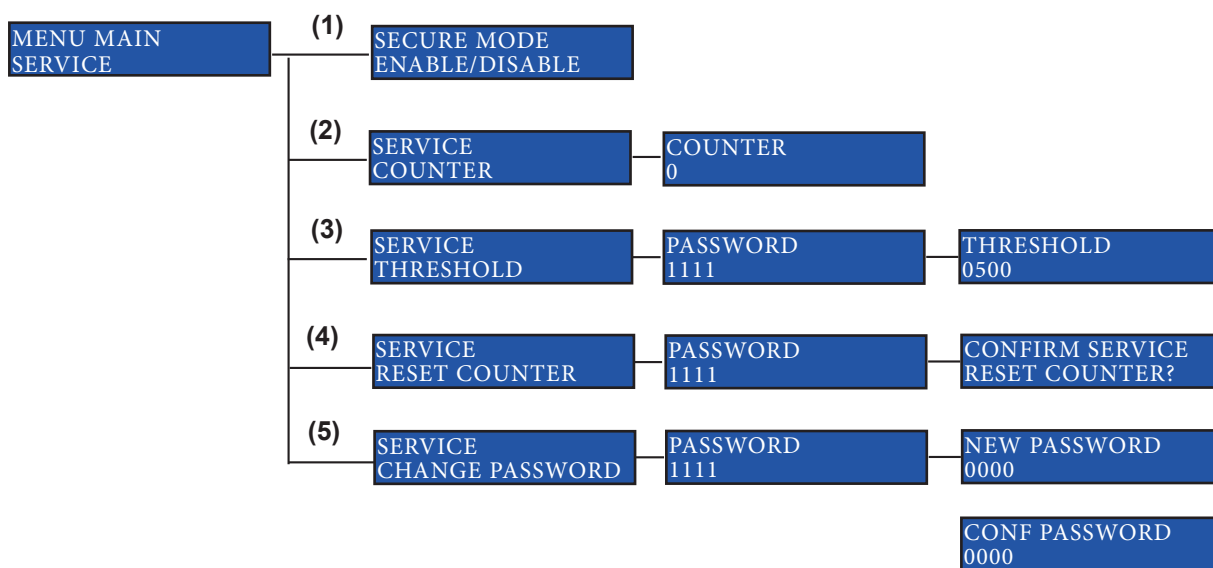 MENU MAIN
SERVICE
(1)
SECURE MODE
ENABLE/DISABLE
(2)
SERVICE
COUNTER
COUNTER
0
(3)
SERVICE
THRESHOLD
PASSWORD
1111
THRESHOLD
0500
(4)
SERVICE
RESET COUNTER
PASSWORD
1111
CONFIRM SERVICE
RESET COUNTER?
(5)
SERVICE
CHANGE PASSWORD
PASSWORD
1111
NEW PASSWORD
0000
CONF PASSWORD
0000